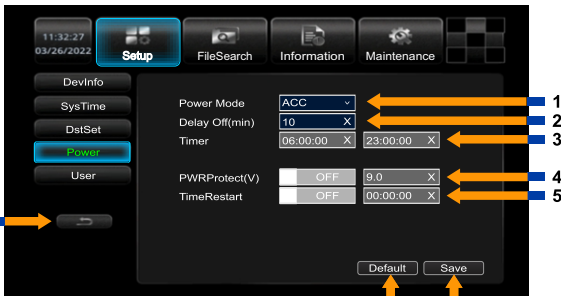 11:32:27
03/26/2022
Setup FileSearch Information Maintenance
DevInfo
SysTime
DstSet
Power
User
Power Mode ACC 1
Delay Off(min) 10 X 2
Timer 06:00:00 X 23:00:00 X 3
PWRProtect(V) OFF 9.0 X 4
TimeRestart OFF 00:00:00 X 5
Default Save